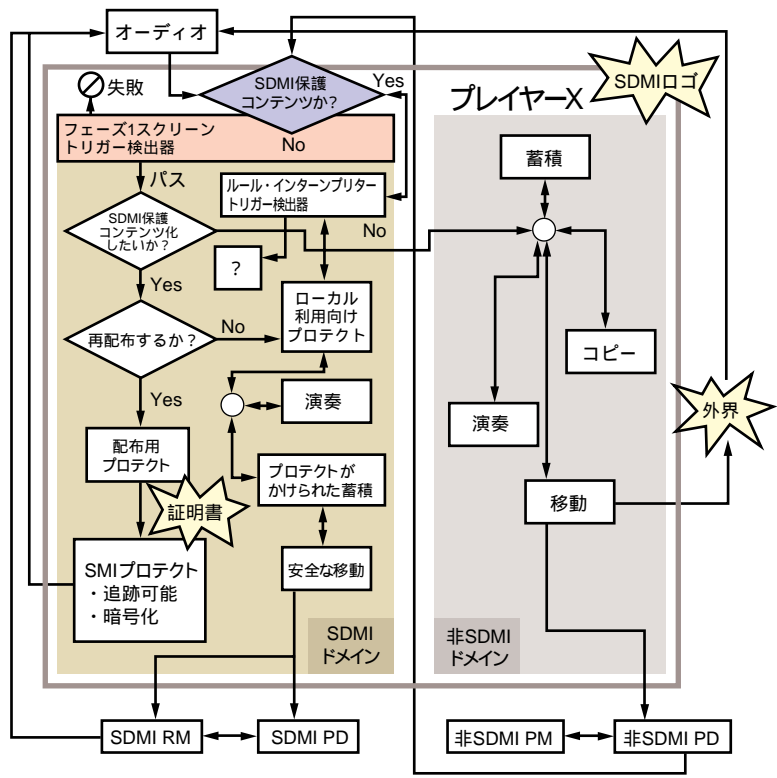 オーディオ
SDMI保護
コンテンツか？
Yes
No
SDMIロゴ
失敗
フェーズ1スクリーン
トリガー検出器
パス
ルール・インターンプリター
トリガー検出器
?
SDMI保護
コンテンツ化
したいか？
No
Yes
再配布するか？
No
Yes
ローカル
利用向け
プロテクト
演奏
配布用
プロテクト
証明書
プロテクトが
かけられた蓄積
安全な移動
SMIプロテクト
・追跡可能
・暗号化
SDMI
ドメイン
プレイヤーX
蓄積
コピー
演奏
移動
外界
非SDMI
ドメイン
SDMI RM
SDMI PD
非SDMI PM
非SDMI PD